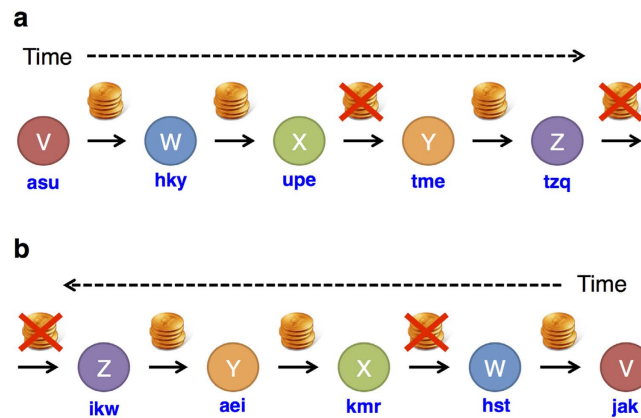 a
Time
V W X Y Z
asu hky upe tme tzq
b
Time
Z Y X W V
ikw aei kmr hst jak